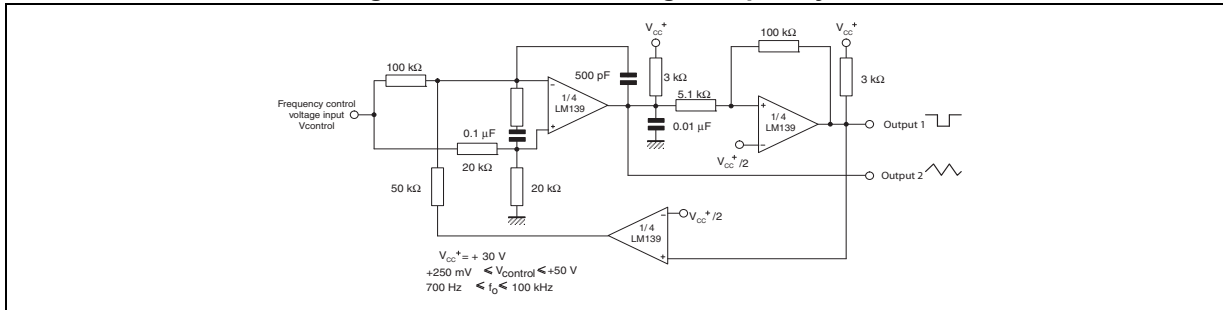 V_CC^+
V_CC^+
100 kΩ
100 kΩ
500 pF
3 kΩ
3 kΩ
5.1 kΩ
1/4
LM139
-
+
Frequency control
voltage input
Vcontrol
0.1 μF
0.01 μF
1/4
LM139
+
-
Output 1
V_CC^+/2
20 kΩ
50 kΩ
20 kΩ
Output 2
V_CC^+/2
1/4
LM139
-
+
V_CC^+ = + 30 V
+250 mV ≤ V_control ≤ +50 V
700 Hz ≤ f_o ≤ 100 kHz